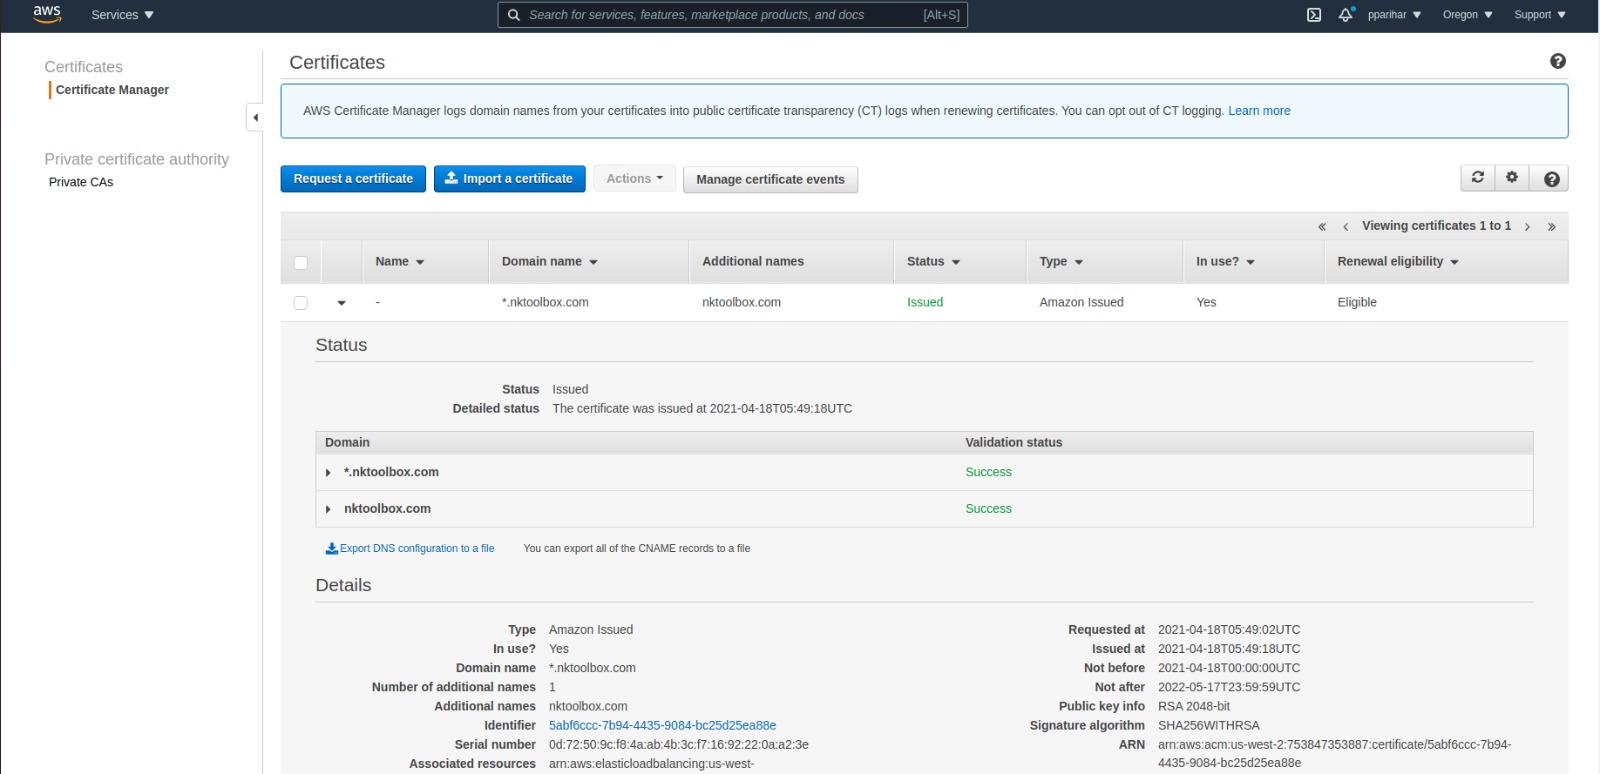 aws Services Search for services, features, marketplace products, and docs [Alt+S] pparihar Oregon Support
Certificates
Certificate Manager
Private certificate authority
Private CAs
Certificates
AWS Certificate Manager logs domain names from your certificates into public certificate transparency (CT) logs when renewing certificates. You can opt out of CT logging. Learn more
Request a certificate Import a certificate Actions Manage certificate events
« ‹ Viewing certificates 1 to 1 › »
Name Domain name Additional names Status Type In use? Renewal eligibility
- *.nktoolbox.com nktoolbox.com Issued Amazon Issued Yes Eligible
Status
Status Issued
Detailed status The certificate was issued at 2021-04-18T05:49:18UTC
Domain Validation status
*.nktoolbox.com Success
nktoolbox.com Success
Export DNS configuration to a file You can export all of the CNAME records to a file
Details
Type Amazon Issued
In use? Yes
Domain name *.nktoolbox.com
Number of additional names 1
Additional names nktoolbox.com
Identifier 5abf6ccc-7b94-4435-9084-bc25d25ea88e
Serial number 0d:72:50:9c:f8:4a:ab:4b:3c:f7:16:92:22:0a:a2:3e
Associated resources arn:aws:elasticloadbalancing:us-west-
Requested at 2021-04-18T05:49:02UTC
Issued at 2021-04-18T05:49:18UTC
Not before 2021-04-18T00:00:00UTC
Not after 2022-05-17T23:59:59UTC
Public key info RSA 2048-bit
Signature algorithm SHA256WITHRSA
ARN arn:aws:acm:us-west-2:753847353887:certificate/5abf6ccc-7b94-
4435-9084-bc25d25ea88e